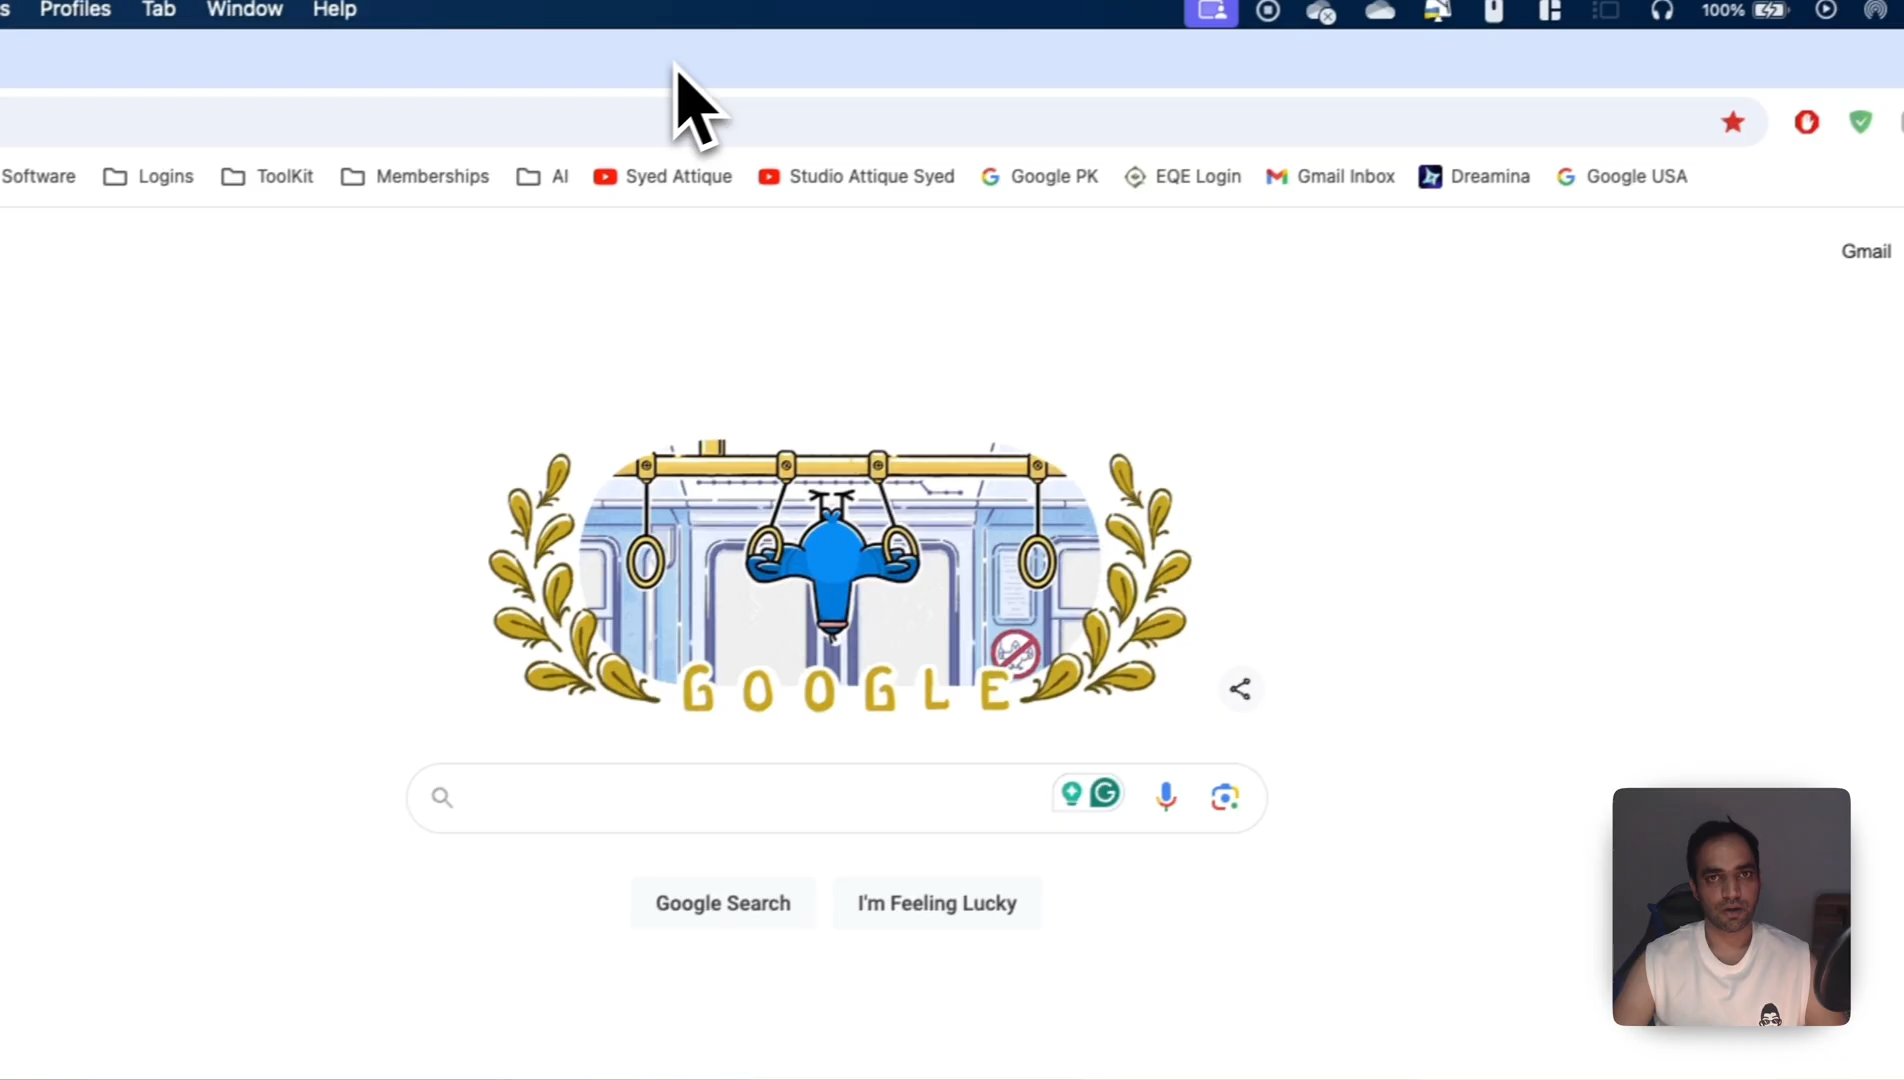 s Profiles Tab Window Help 100%
Software Logins ToolKit Memberships AI Syed Attique Studio Attique Syed Google PK EQE Login Gmail Inbox Dreamina Google USA
Gmail
GOOGLE
Google Search I'm Feeling Lucky